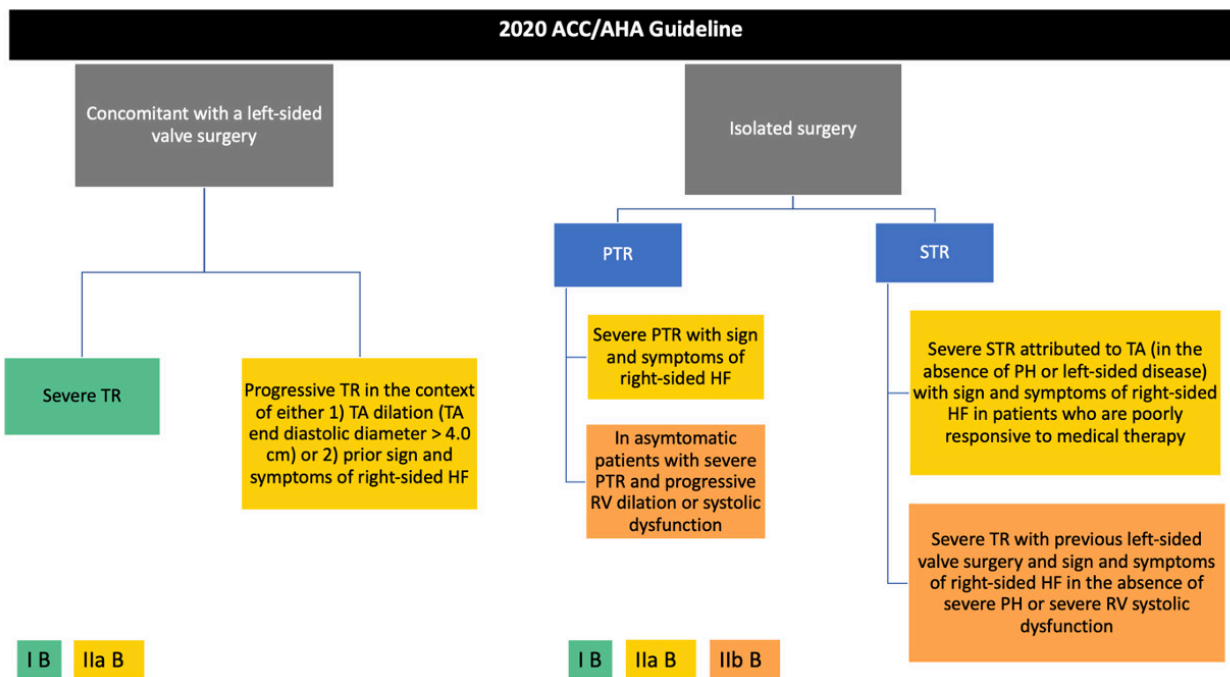 2020 ACC/AHA Guideline
Concomitant with a left-sided
valve surgery
Severe TR
Progressive TR in the context
of either 1) TA dilation (TA
end diastolic diameter > 4.0
cm) or 2) prior sign and
symptoms of right-sided HF
Isolated surgery
PTR
Severe PTR with sign
and symptoms of
right-sided HF
In asymtomatic
patients with severe
PTR and progressive
RV dilation or systolic
dysfunction
STR
Severe STR attributed to TA (in the
absence of PH or left-sided disease)
with sign and symptoms of right-sided
HF in patients who are poorly
responsive to medical therapy
Severe TR with previous left-sided
valve surgery and sign and symptoms
of right-sided HF in the absence of
severe PH or severe RV systolic
dysfunction
I B
IIa B
I B
IIa B
IIb B